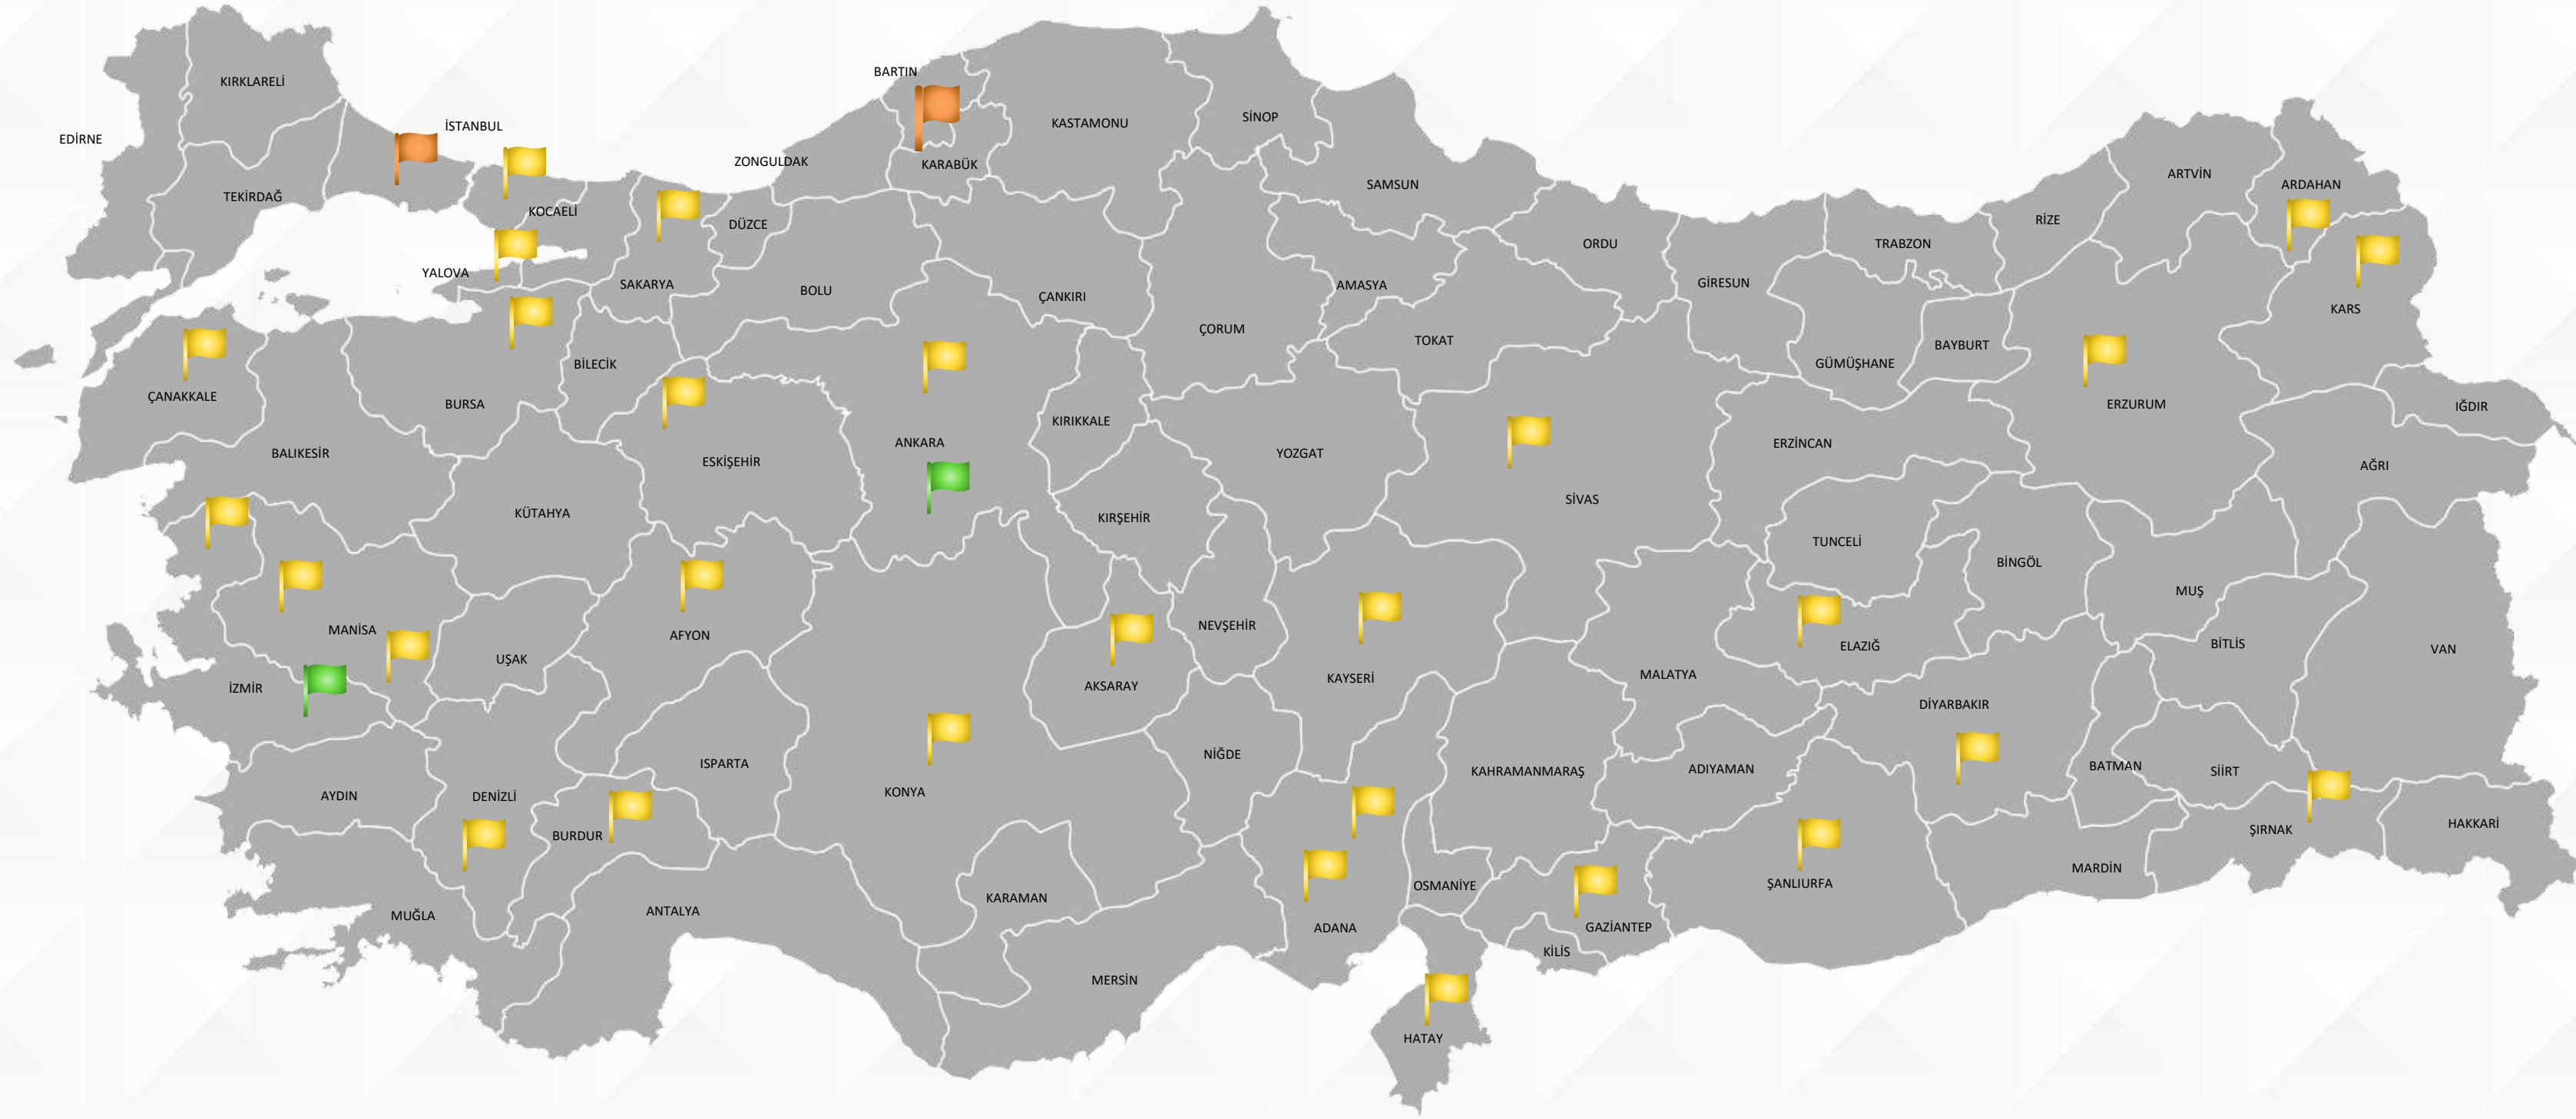 BARTIN
KIRKLARELİ
SİNOP
KASTAMONU
İSTANBUL
EDİRNE
ZONGULDAK
KARABÜK
ARTVİN
SAMSUN
ARDAHAN
TEKİRDAĞ
KOCAELİ
DÜZCE
RİZE
ORDU
TRABZON
YALOVA
SAKARYA
BOLU
ÇANKIRI
AMASYA
GİRESUN
KARS
ÇORUM
TOKAT
BAYBURT
BİLECİK
GÜMÜŞHANE
ÇANAKKALE
BURSA
ERZURUM
IĞDIR
KIRIKKALE
ANKARA
ERZİNCAN
BALIKESİR
YOZGAT
ESKİŞEHİR
AĞRI
SİVAS
KÜTAHYA
KIRŞEHİR
TUNCELİ
BİNGÖL
MUŞ
NEVŞEHİR
MANİSA
AFYON
BİTLİS
ELAZIĞ
VAN
UŞAK
MALATYA
KAYSERİ
AKSARAY
İZMİR
DİYARBAKIR
NİĞDE
ISPARTA
BATMAN
ADIYAMAN
KAHRAMANMARAŞ
SİİRT
KONYA
AYDIN
DENİZLİ
HAKKARİ
ŞIRNAK
BURDUR
MARDİN
ŞANLIURFA
OSMANİYE
KARAMAN
ANTALYA
MUĞLA
GAZİANTEP
ADANA
KİLİS
MERSİN
HATAY